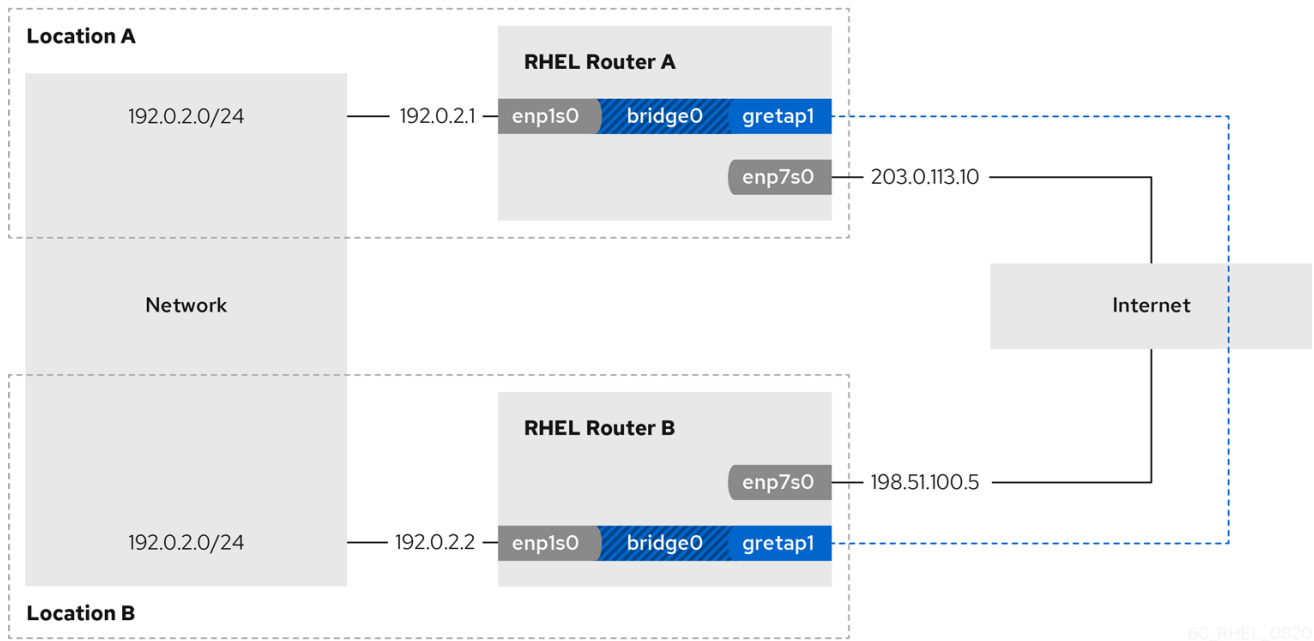 Location A
RHEL Router A
192.0.2.0/24
192.0.2.1
enp1s0
bridge0
gretap1
enp7s0
203.0.113.10
Network
Internet
RHEL Router B
enp7s0
198.51.100.5
192.0.2.0/24
192.0.2.2
enp1s0
bridge0
gretap1
Location B
60_RHEL_0820